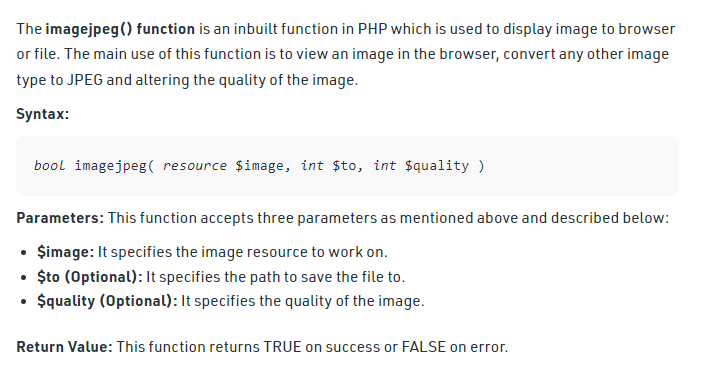 The imagejpeg() function is an inbuilt function in PHP which is used to display image to browser
or file. The main use of this function is to view an image in the browser, convert any other image
type to JPEG and altering the quality of the image.
Syntax:
bool imagejpeg( resource $image, int $to, int $quality )
Parameters: This function accepts three parameters as mentioned above and described below:
• $image: It specifies the image resource to work on.
• $to (Optional): It specifies the path to save the file to.
• $quality (Optional): It specifies the quality of the image.
Return Value: This function returns TRUE on success or FALSE on error.